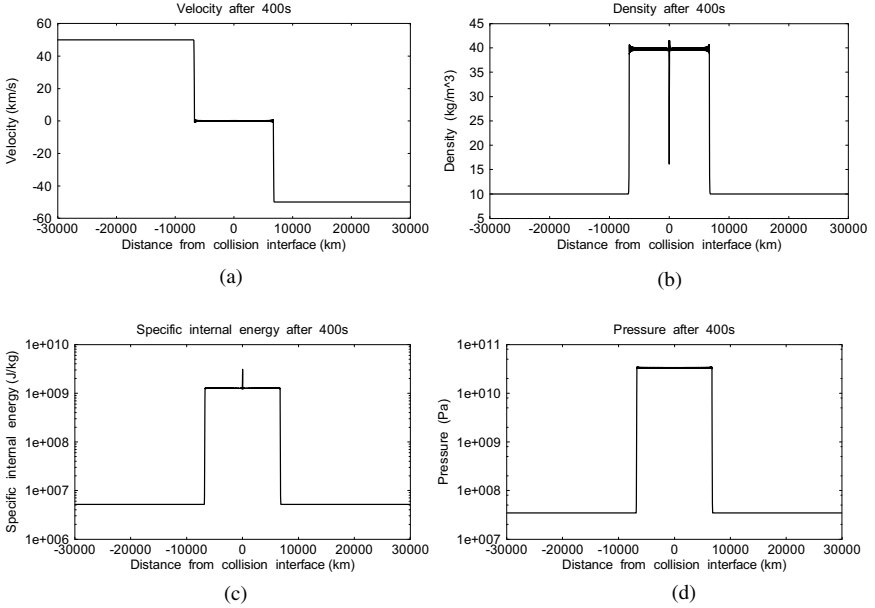 Velocity after 400s
60
40
20
0
-20
-40
-60
Velocity (km/s)
-30000 -20000 -10000 0 10000 20000 30000
Distance from collision interface (km)
(a)
Density after 400s
45
40
35
30
25
20
15
10
5
Density (kg/m^3)
-30000 -20000 -10000 0 10000 20000 30000
Distance from collision interface (km)
(b)
Specific internal energy after 400s
1e+010
1e+009
1e+008
1e+007
1e+006
Specific internal energy (J/kg)
-30000 -20000 -10000 0 10000 20000 30000
Distance from collision interface (km)
(c)
Pressure after 400s
1e+011
1e+010
1e+009
1e+008
1e+007
Pressure (Pa)
-30000 -20000 -10000 0 10000 20000 30000
Distance from collision interface (km)
(d)